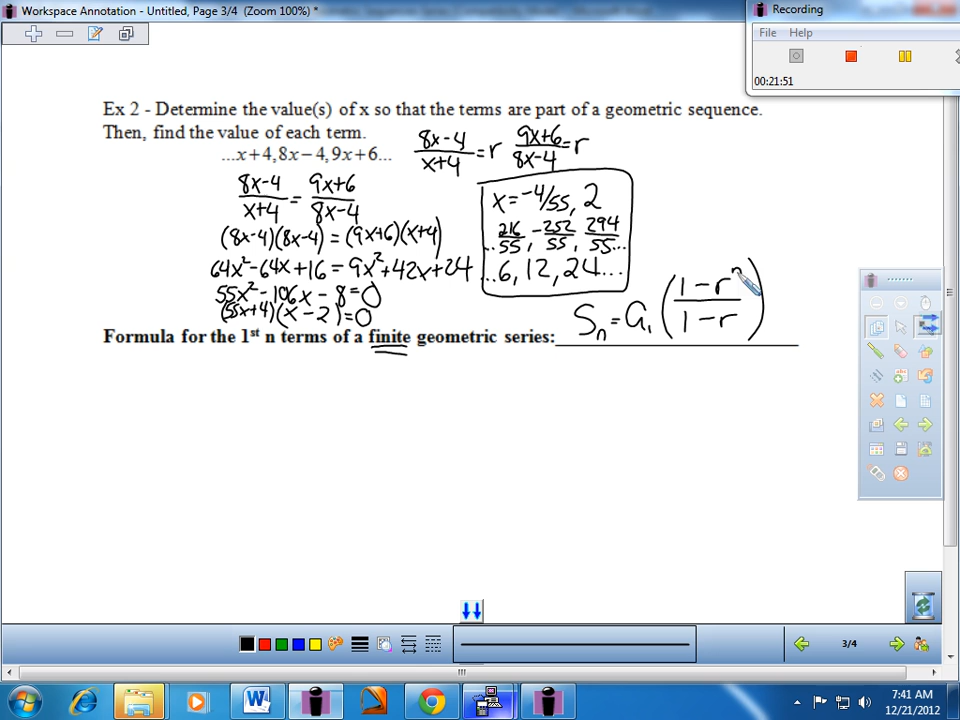 Workspace Annotation - Untitled, Page 3/4 (Zoom 100%) *
Recording
File Help
00:21:51
Ex 2 - Determine the value(s) of x so that the terms are part of a geometric sequence.
Then, find the value of each term.
...x+4,8x−4,9x+6...
8x-4/x+4 = r 9x+6/8x-4 = r
8x-4/x+4 = 9x+6/8x-4
(8x-4)(8x-4) = (9x+6)(x+4)
64x²-64x+16 = 9x²+42x+24
55x²-106x-8=0
(55x+4)(x-2)=0
x = -4/55, 2
...216/55, -252/55, 294/55...
...6, 12, 24...
Sn = a₁(1-rⁿ/1-r)
Formula for the 1st n terms of a finite geometric series:
3/4
7:41 AM
12/21/2012